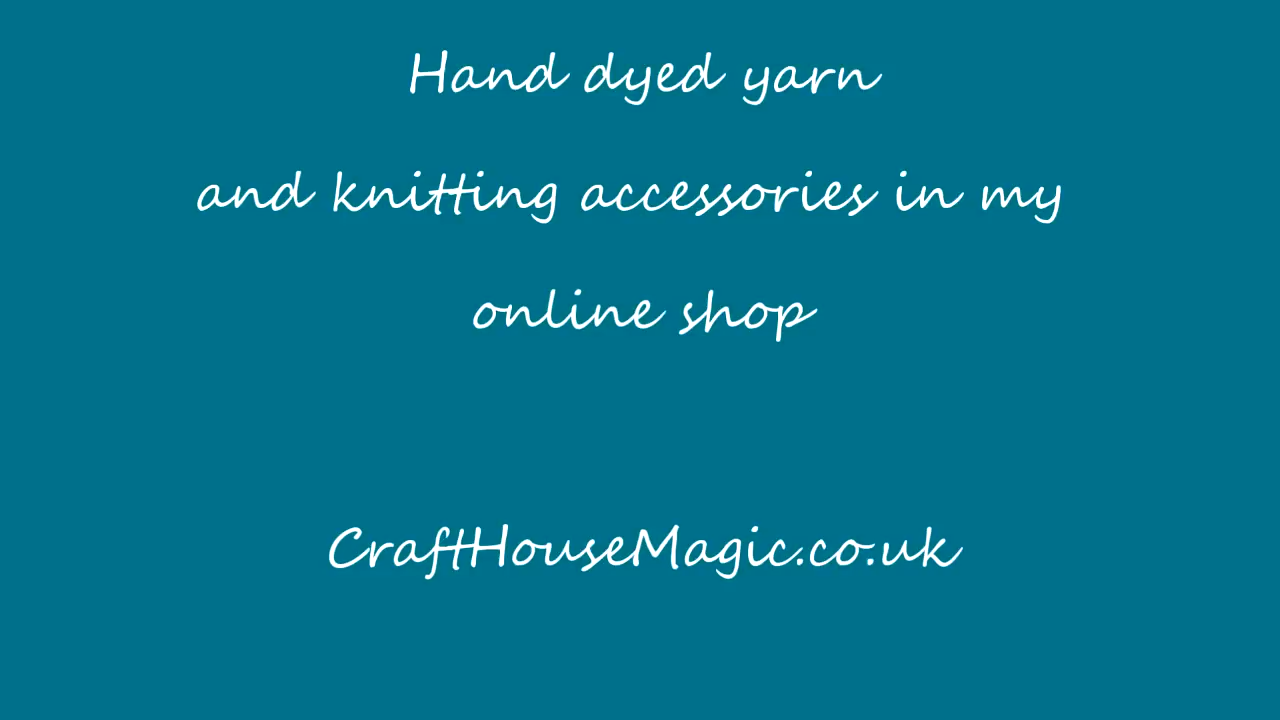 Hand dyed yarn
and knitting accessories in my
online shop
CraftHouseMagic.co.uk